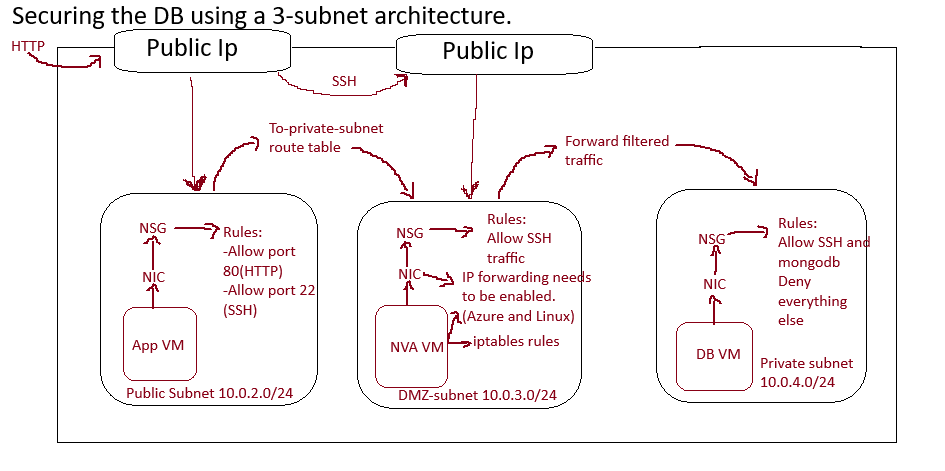 Securing the DB using a 3-subnet architecture.
HTTP
Public Ip
Public Ip
SSH
To-private-subnet
route table
Forward filtered
traffic
NSG
Rules:
-Allow port
80(HTTP)
-Allow port 22
(SSH)
NIC
App VM
Public Subnet 10.0.2.0/24
NSG
Rules:
Allow SSH
traffic
NIC
IP forwarding needs
to be enabled.
(Azure and Linux)
NVA VM
iptables rules
DMZ-subnet 10.0.3.0/24
NSG
Rules:
Allow SSH and
mongodb
Deny
everything
else
NIC
DB VM
Private subnet
10.0.4.0/24